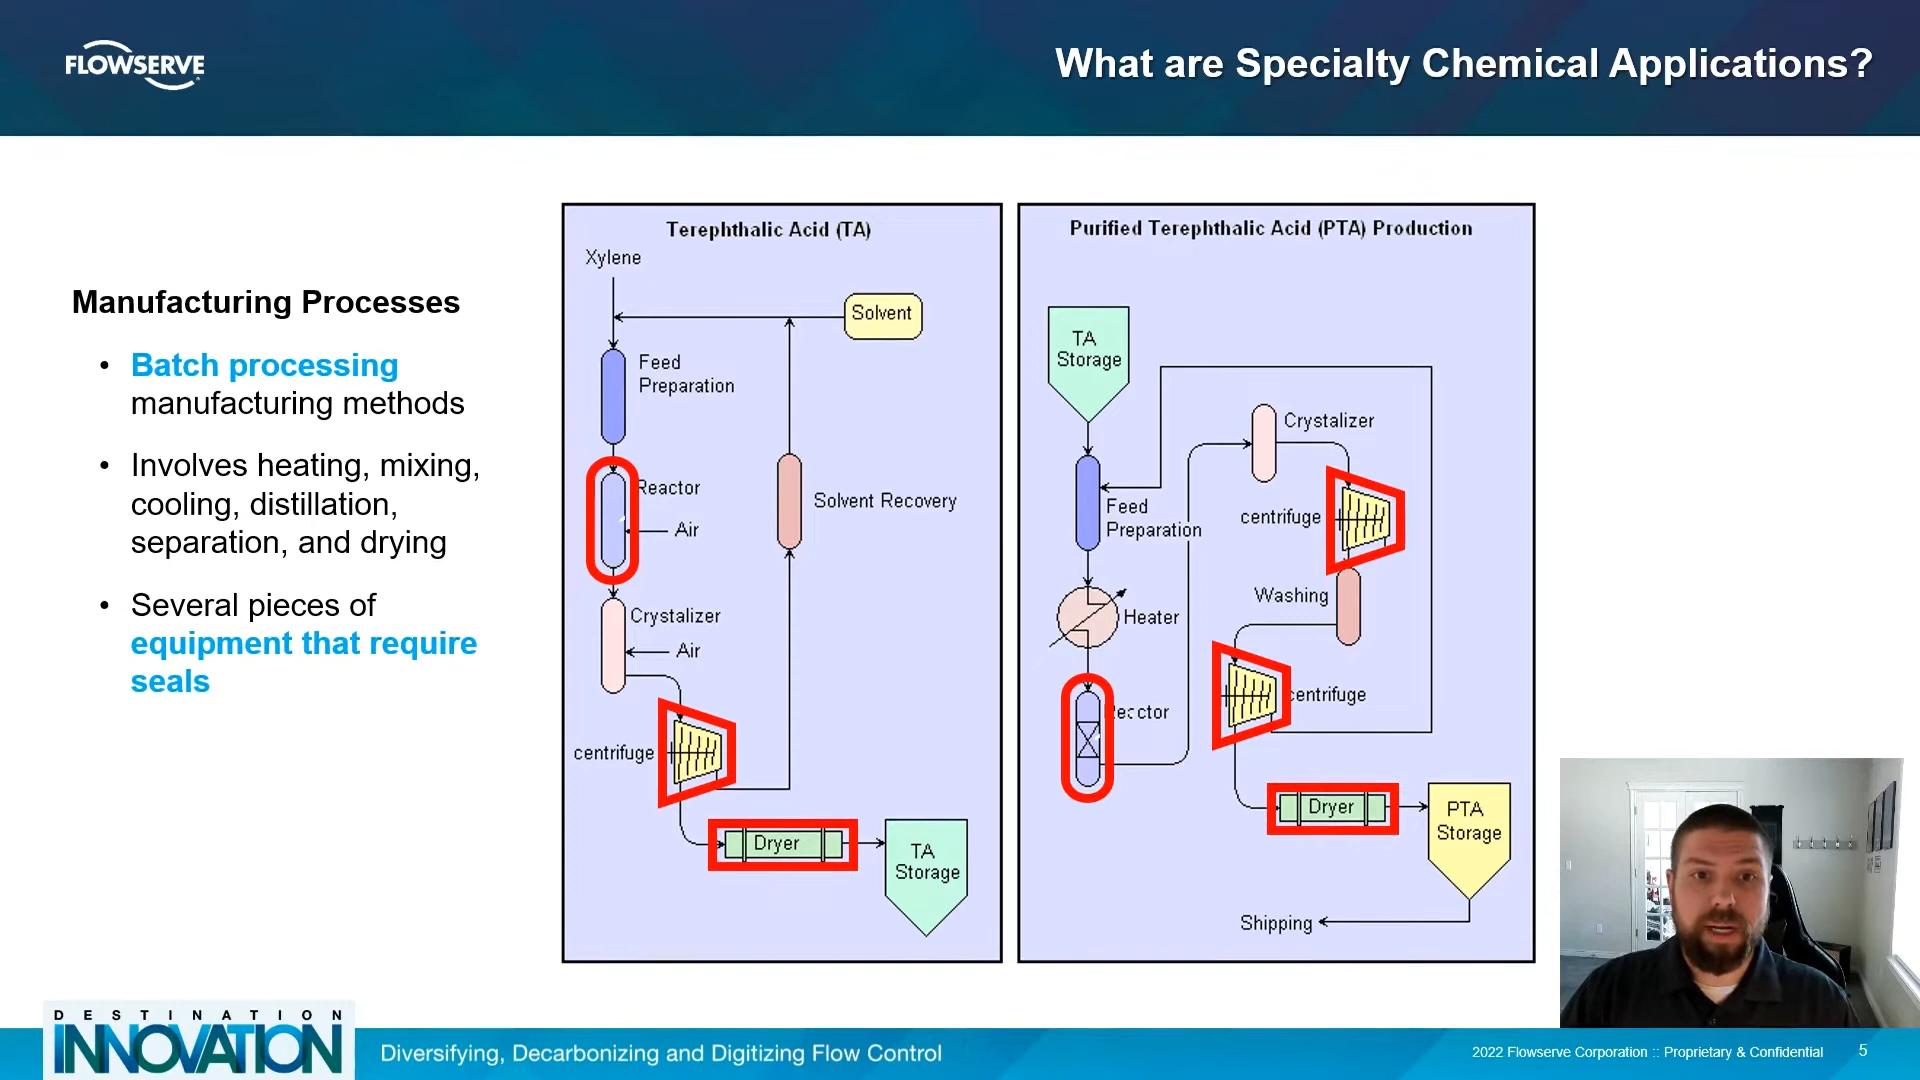 FLOWSERVE
What are Specialty Chemical Applications?
Manufacturing Processes
• Batch processing
manufacturing methods
• Involves heating, mixing,
cooling, distillation,
separation, and drying
• Several pieces of
equipment that require
seals
Terephthalic Acid (TA)
Xylene
Solvent
Feed
Preparation
Reactor
Air
Solvent Recovery
Crystalizer
Air
centrifuge
Dryer
TA
Storage
Purified Terephthalic Acid (PTA) Production
TA
Storage
Crystalizer
centrifuge
Feed
Preparation
Washing
Heater
centrifuge
Reactor
Dryer
PTA
Storage
Shipping
DESTINATION
INNOVATION
Diversifying, Decarbonizing and Digitizing Flow Control
2022 Flowserve Corporation :: Proprietary & Confidential
5